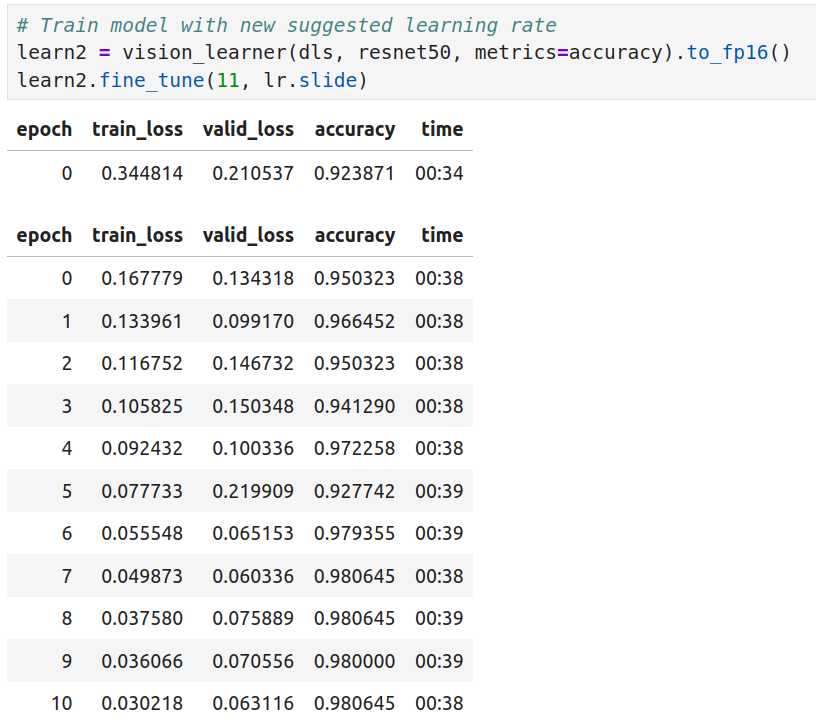 # Train model with new suggested learning rate
learn2 = vision_learner(dls, resnet50, metrics=accuracy).to_fp16()
learn2.fine_tune(11, lr.slide)
epoch train_loss valid_loss accuracy time
0 0.344814 0.210537 0.923871 00:34
epoch train_loss valid_loss accuracy time
0 0.167779 0.134318 0.950323 00:38
1 0.133961 0.099170 0.966452 00:38
2 0.116752 0.146732 0.950323 00:38
3 0.105825 0.150348 0.941290 00:38
4 0.092432 0.100336 0.972258 00:38
5 0.077733 0.219909 0.927742 00:39
6 0.055548 0.065153 0.979355 00:39
7 0.049873 0.060336 0.980645 00:38
8 0.037580 0.075889 0.980645 00:39
9 0.036066 0.070556 0.980000 00:39
10 0.030218 0.063116 0.980645 00:38